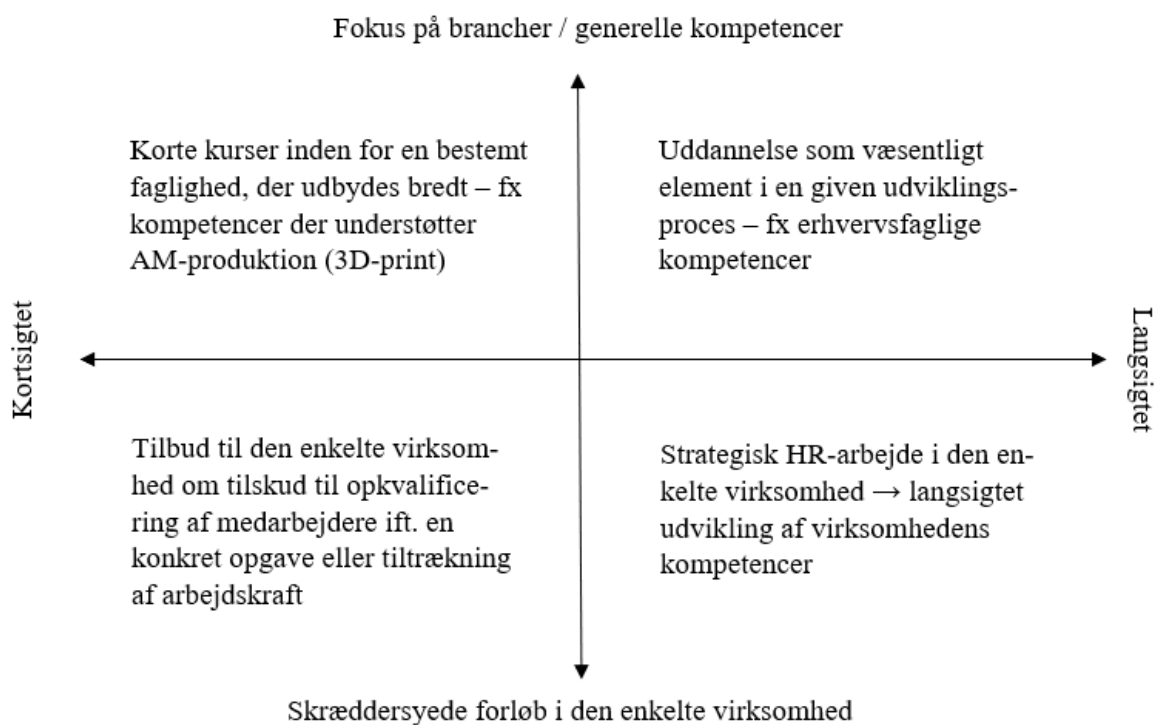 Fokus på brancher / generelle kompetencer
Korte kurser inden for en bestemt
faglighed, der udbydes bredt – fx
kompetencer der understøtter
AM-produktion (3D-print)
Uddannelse som væsentligt
element i en given udviklings-
proces – fx erhvervsfaglige
kompetencer
Kortsigtet
Langsigtet
Tilbud til den enkelte virksom-
hed om tilskud til opkvalifice-
ring af medarbejdere ift. en
konkret opgave eller tiltrækning
af arbejdskraft
Strategisk HR-arbejde i den en-
kelte virksomhed → langsigtet
udvikling af virksomhedens
kompetencer
Skræddersyede forløb i den enkelte virksomhed